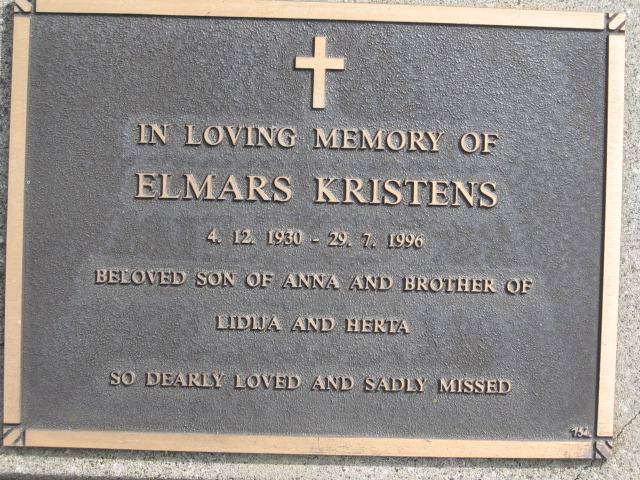 IN LOVING MEMORY OF
ELMARS KRISTENS
4. 12. 1930 - 29. 7. 1996
BELOVED SON OF ANNA AND BROTHER OF
LIDIJA AND HERTA
SO DEARLY LOVED AND SADLY MISSED